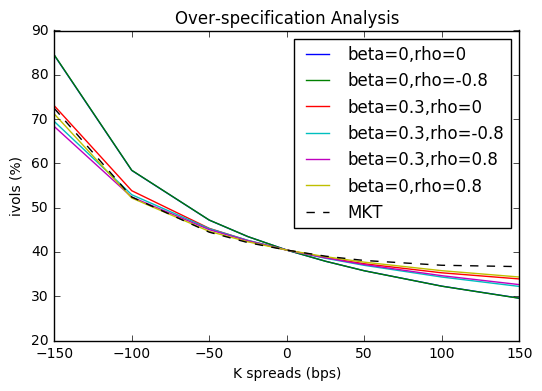 Over-specification Analysis
90
80
70
60
50
40
30
20
ivols (%)
beta=0,rho=0
beta=0,rho=-0.8
beta=0.3,rho=0
beta=0.3,rho=-0.8
beta=0.3,rho=0.8
beta=0,rho=0.8
MKT
−150 −100 −50 0 50 100 150
K spreads (bps)